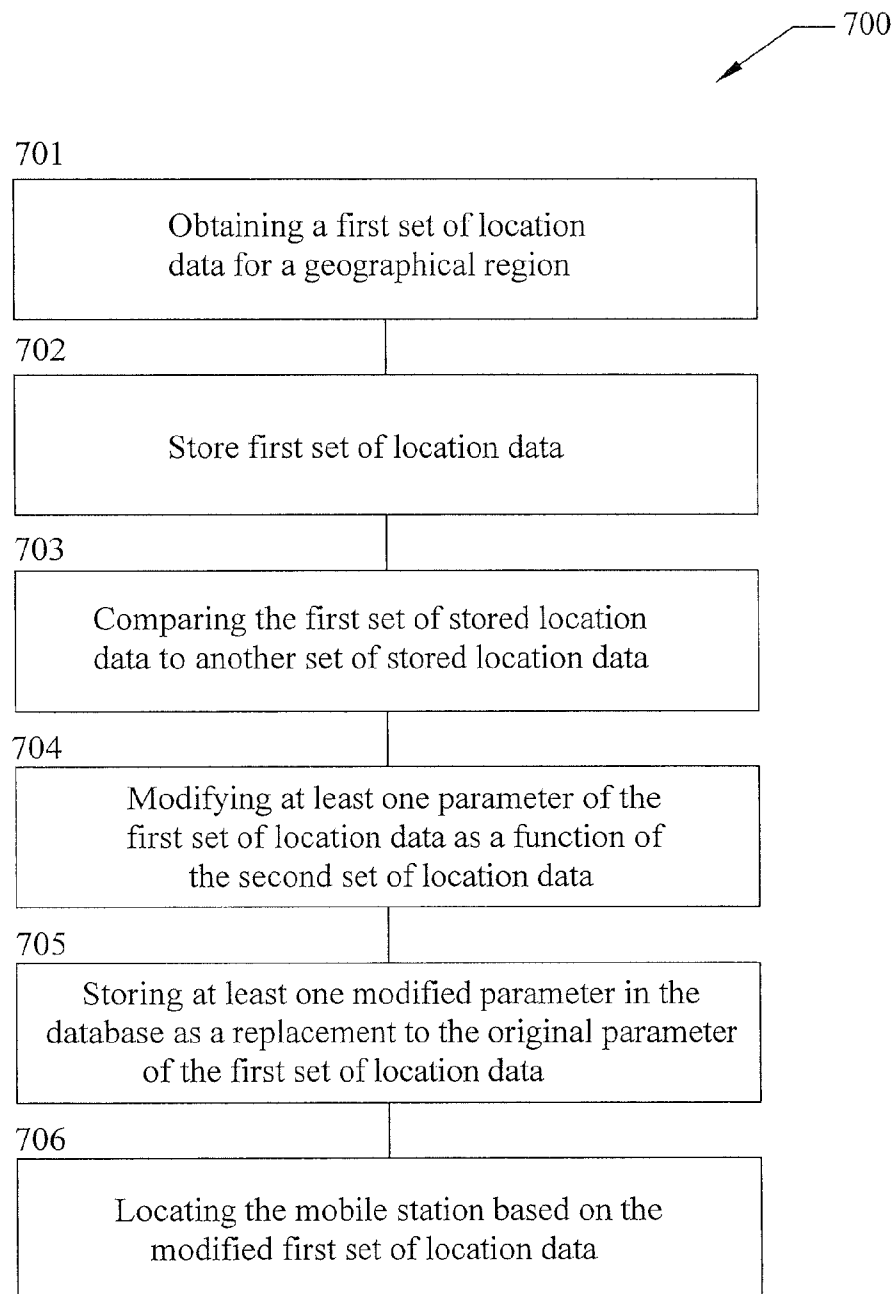 700
701
Obtaining a first set of location
data for a geographical region
702
Store first set of location data
703
Comparing the first set of stored location
data to another set of stored location data
704
Modifying at least one parameter of the
first set of location data as a function of
the second set of location data
705
Storing at least one modified parameter in the
database as a replacement to the original parameter
of the first set of location data
706
Locating the mobile station based on the
modified first set of location data